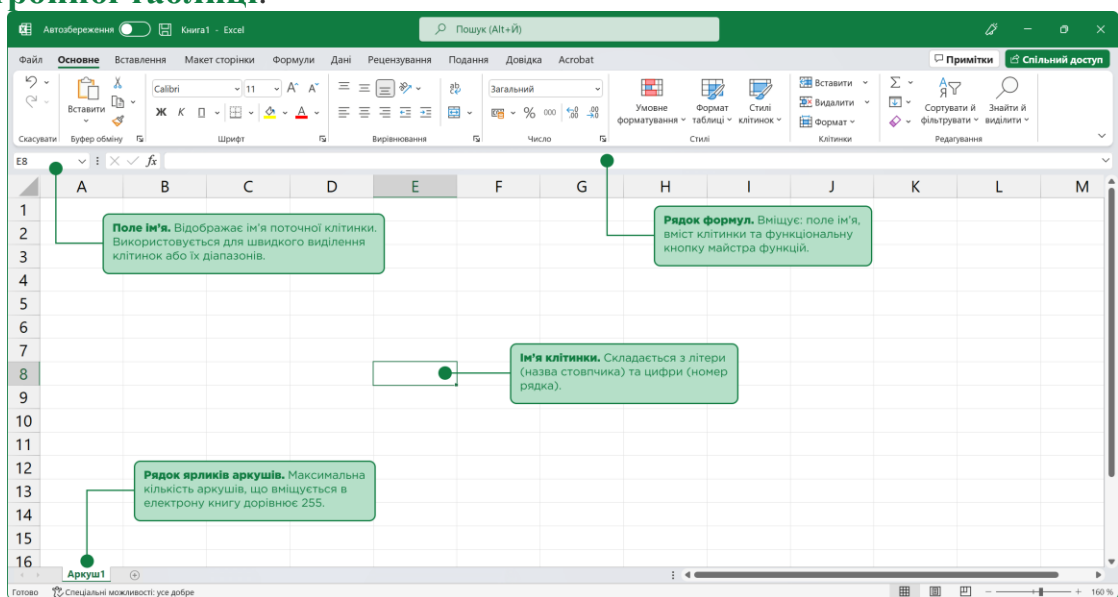 тронної таблиці.
Автозбереження Книга1 - Excel Пошук (Alt+Й)
Файл Основне Вставлення Макет сторінки Формули Дані Рецензування Подання Довідка Acrobat Примітки Спільний доступ
Вставити
Calibri 11
Ж К П
Загальний
% 000
Умовне форматування
Формат таблиці
Стилі клітинок
Вставити
Видалити
Формат
Сортувати й фільтрувати
Знайти й виділити
Скасувати Буфер обміну Шрифт Вирівнювання Число Стилі Клітинки Редагування
E8 fx
A B C D E F G H I J K L M
1
2
3
4
5
6
7
8
9
10
11
12
13
14
15
16
Поле ім’я. Відображає ім’я поточної клітинки.
Використовується для швидкого виділення
клітинок або їх діапазонів.
Рядок формул. Вміщує: поле ім’я,
вміст клітинки та функціональну
кнопку майстра функцій.
Ім’я клітинки. Складається з літери
(назва стовпчика) та цифри (номер
рядка).
Рядок ярликів аркушів. Максимальна
кількість аркушів, що вміщується в
електрону книгу дорівнює 255.
Аркуш1
Готово Спеціальні можливості: усе добре 160 %